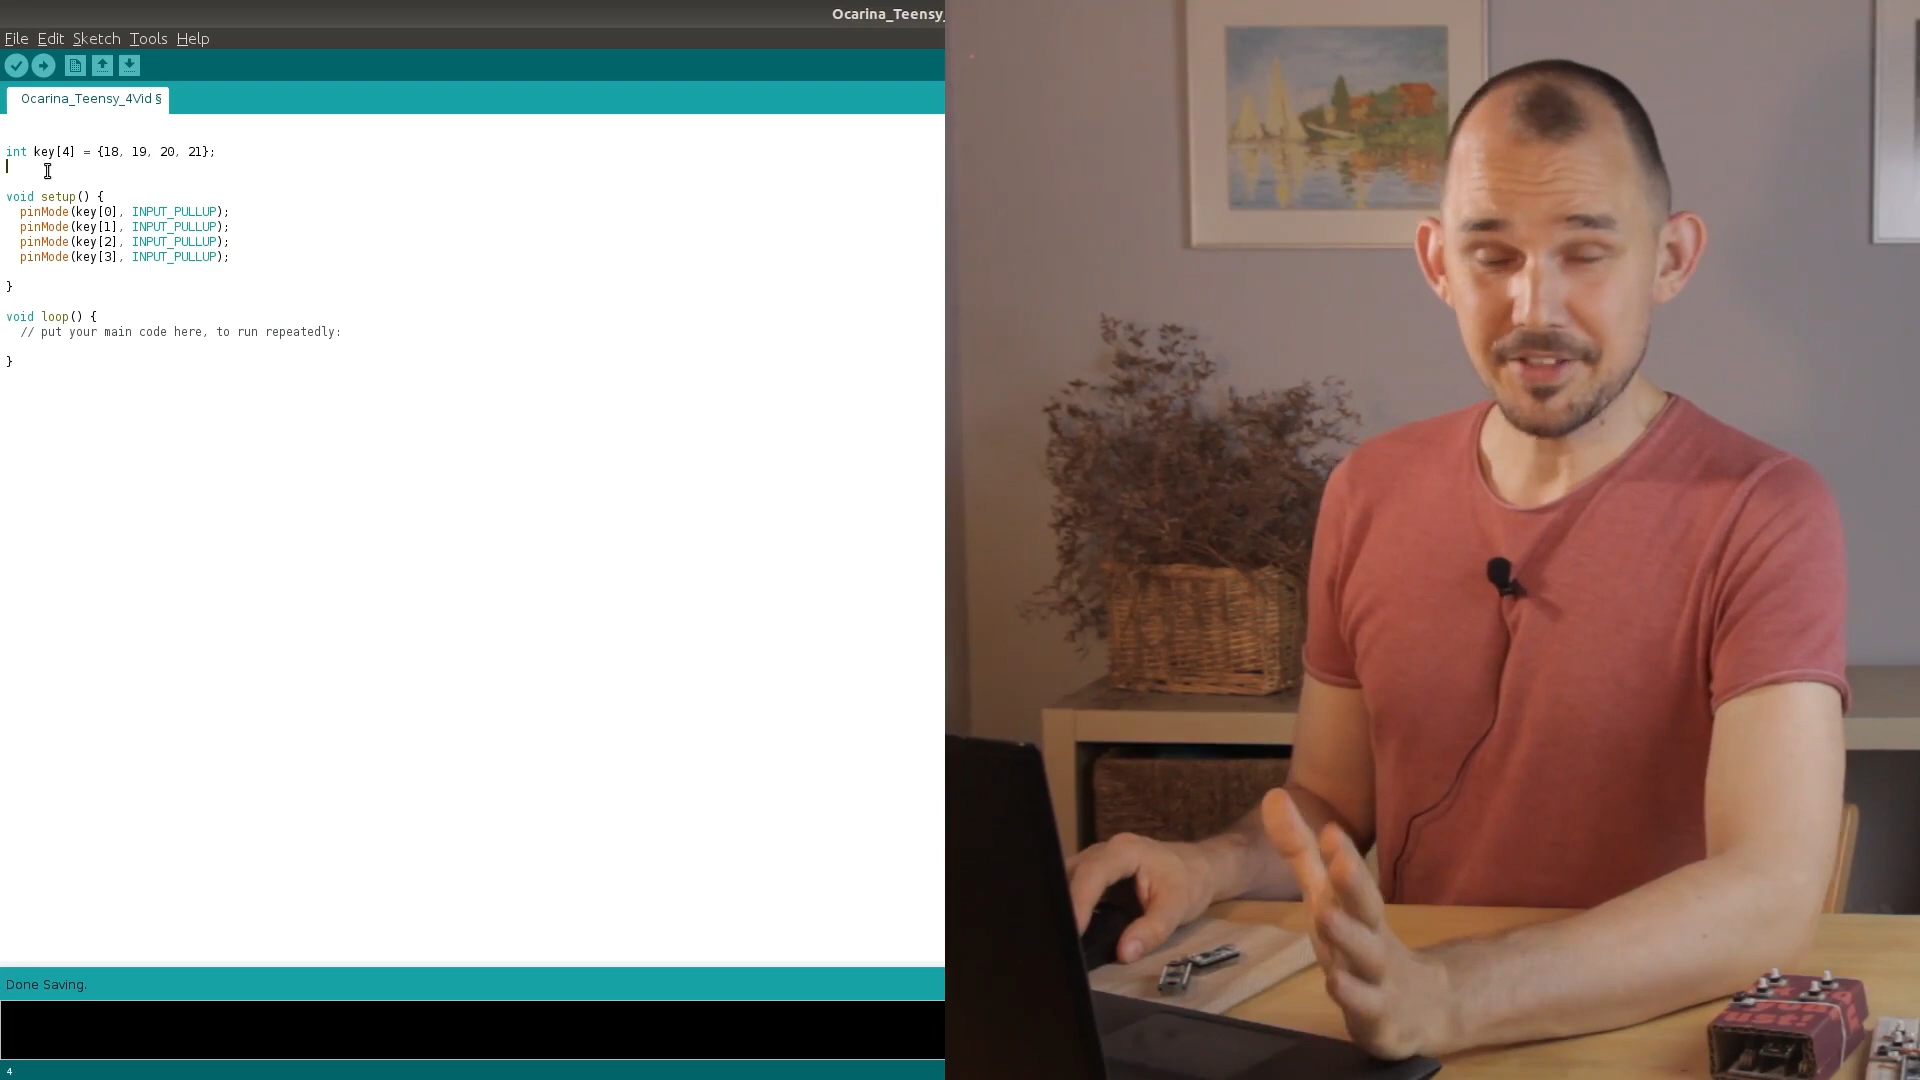 Ocarina_Teensy_
File Edit Sketch Tools Help
Ocarina_Teensy_4Vid §
int key[4] = {18, 19, 20, 21};
void setup() {
pinMode(key[0], INPUT_PULLUP);
pinMode(key[1], INPUT_PULLUP);
pinMode(key[2], INPUT_PULLUP);
pinMode(key[3], INPUT_PULLUP);
}
void loop() {
// put your main code here, to run repeatedly:
}
Done Saving.
4